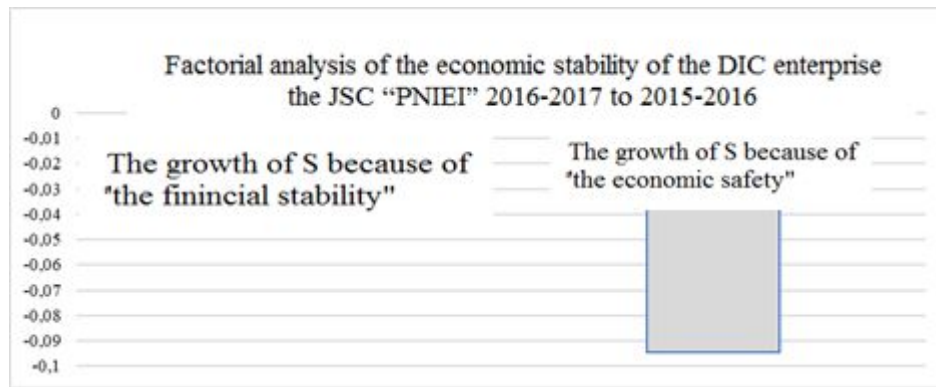 Factorial analysis of the economic stability of the DIC enterprise
the JSC “PNIEI” 2016-2017 to 2015-2016
0
-0,01
-0,02
-0,03
-0,04
-0,05
-0,06
-0,07
-0,08
-0,09
-0,1
The growth of S because of
"the finincial stability"
The growth of S because of
"the economic safety"